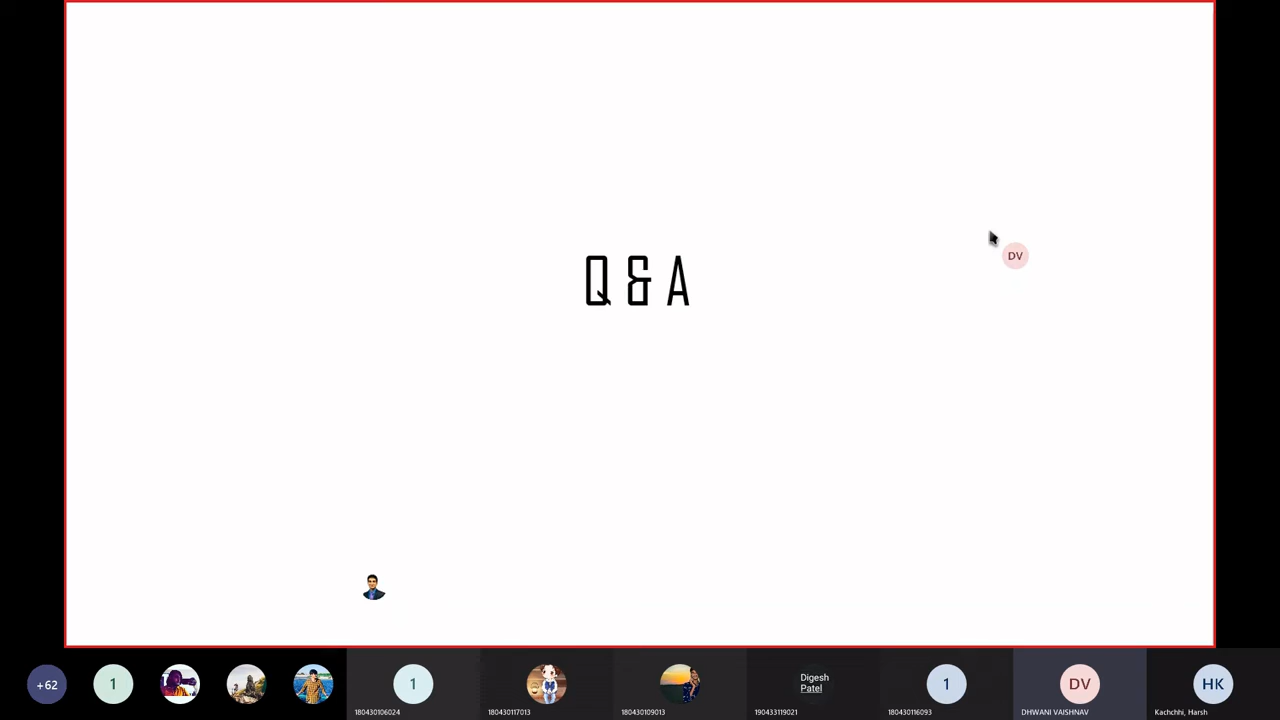 Q & A
DV
+62
1
1
180430106024
180430117013
180430109013
Digesh
Patel
190433119021
1
180430116093
DV
DHWANI VAISHNAV
HK
Kachchhi, Harsh